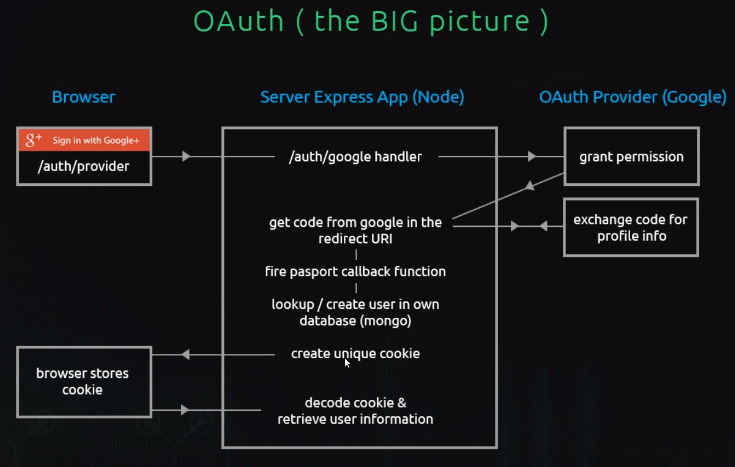 OAuth ( the BIG picture )
Browser
Server Express App (Node)
OAuth Provider (Google)
g+ Sign in with Google+
/auth/provider
/auth/google handler
grant permission
get code from google in the
redirect URI
exchange code for
profile info
fire pasport callback function
lookup / create user in own
database (mongo)
create unique cookie
browser stores
cookie
decode cookie &
retrieve user information